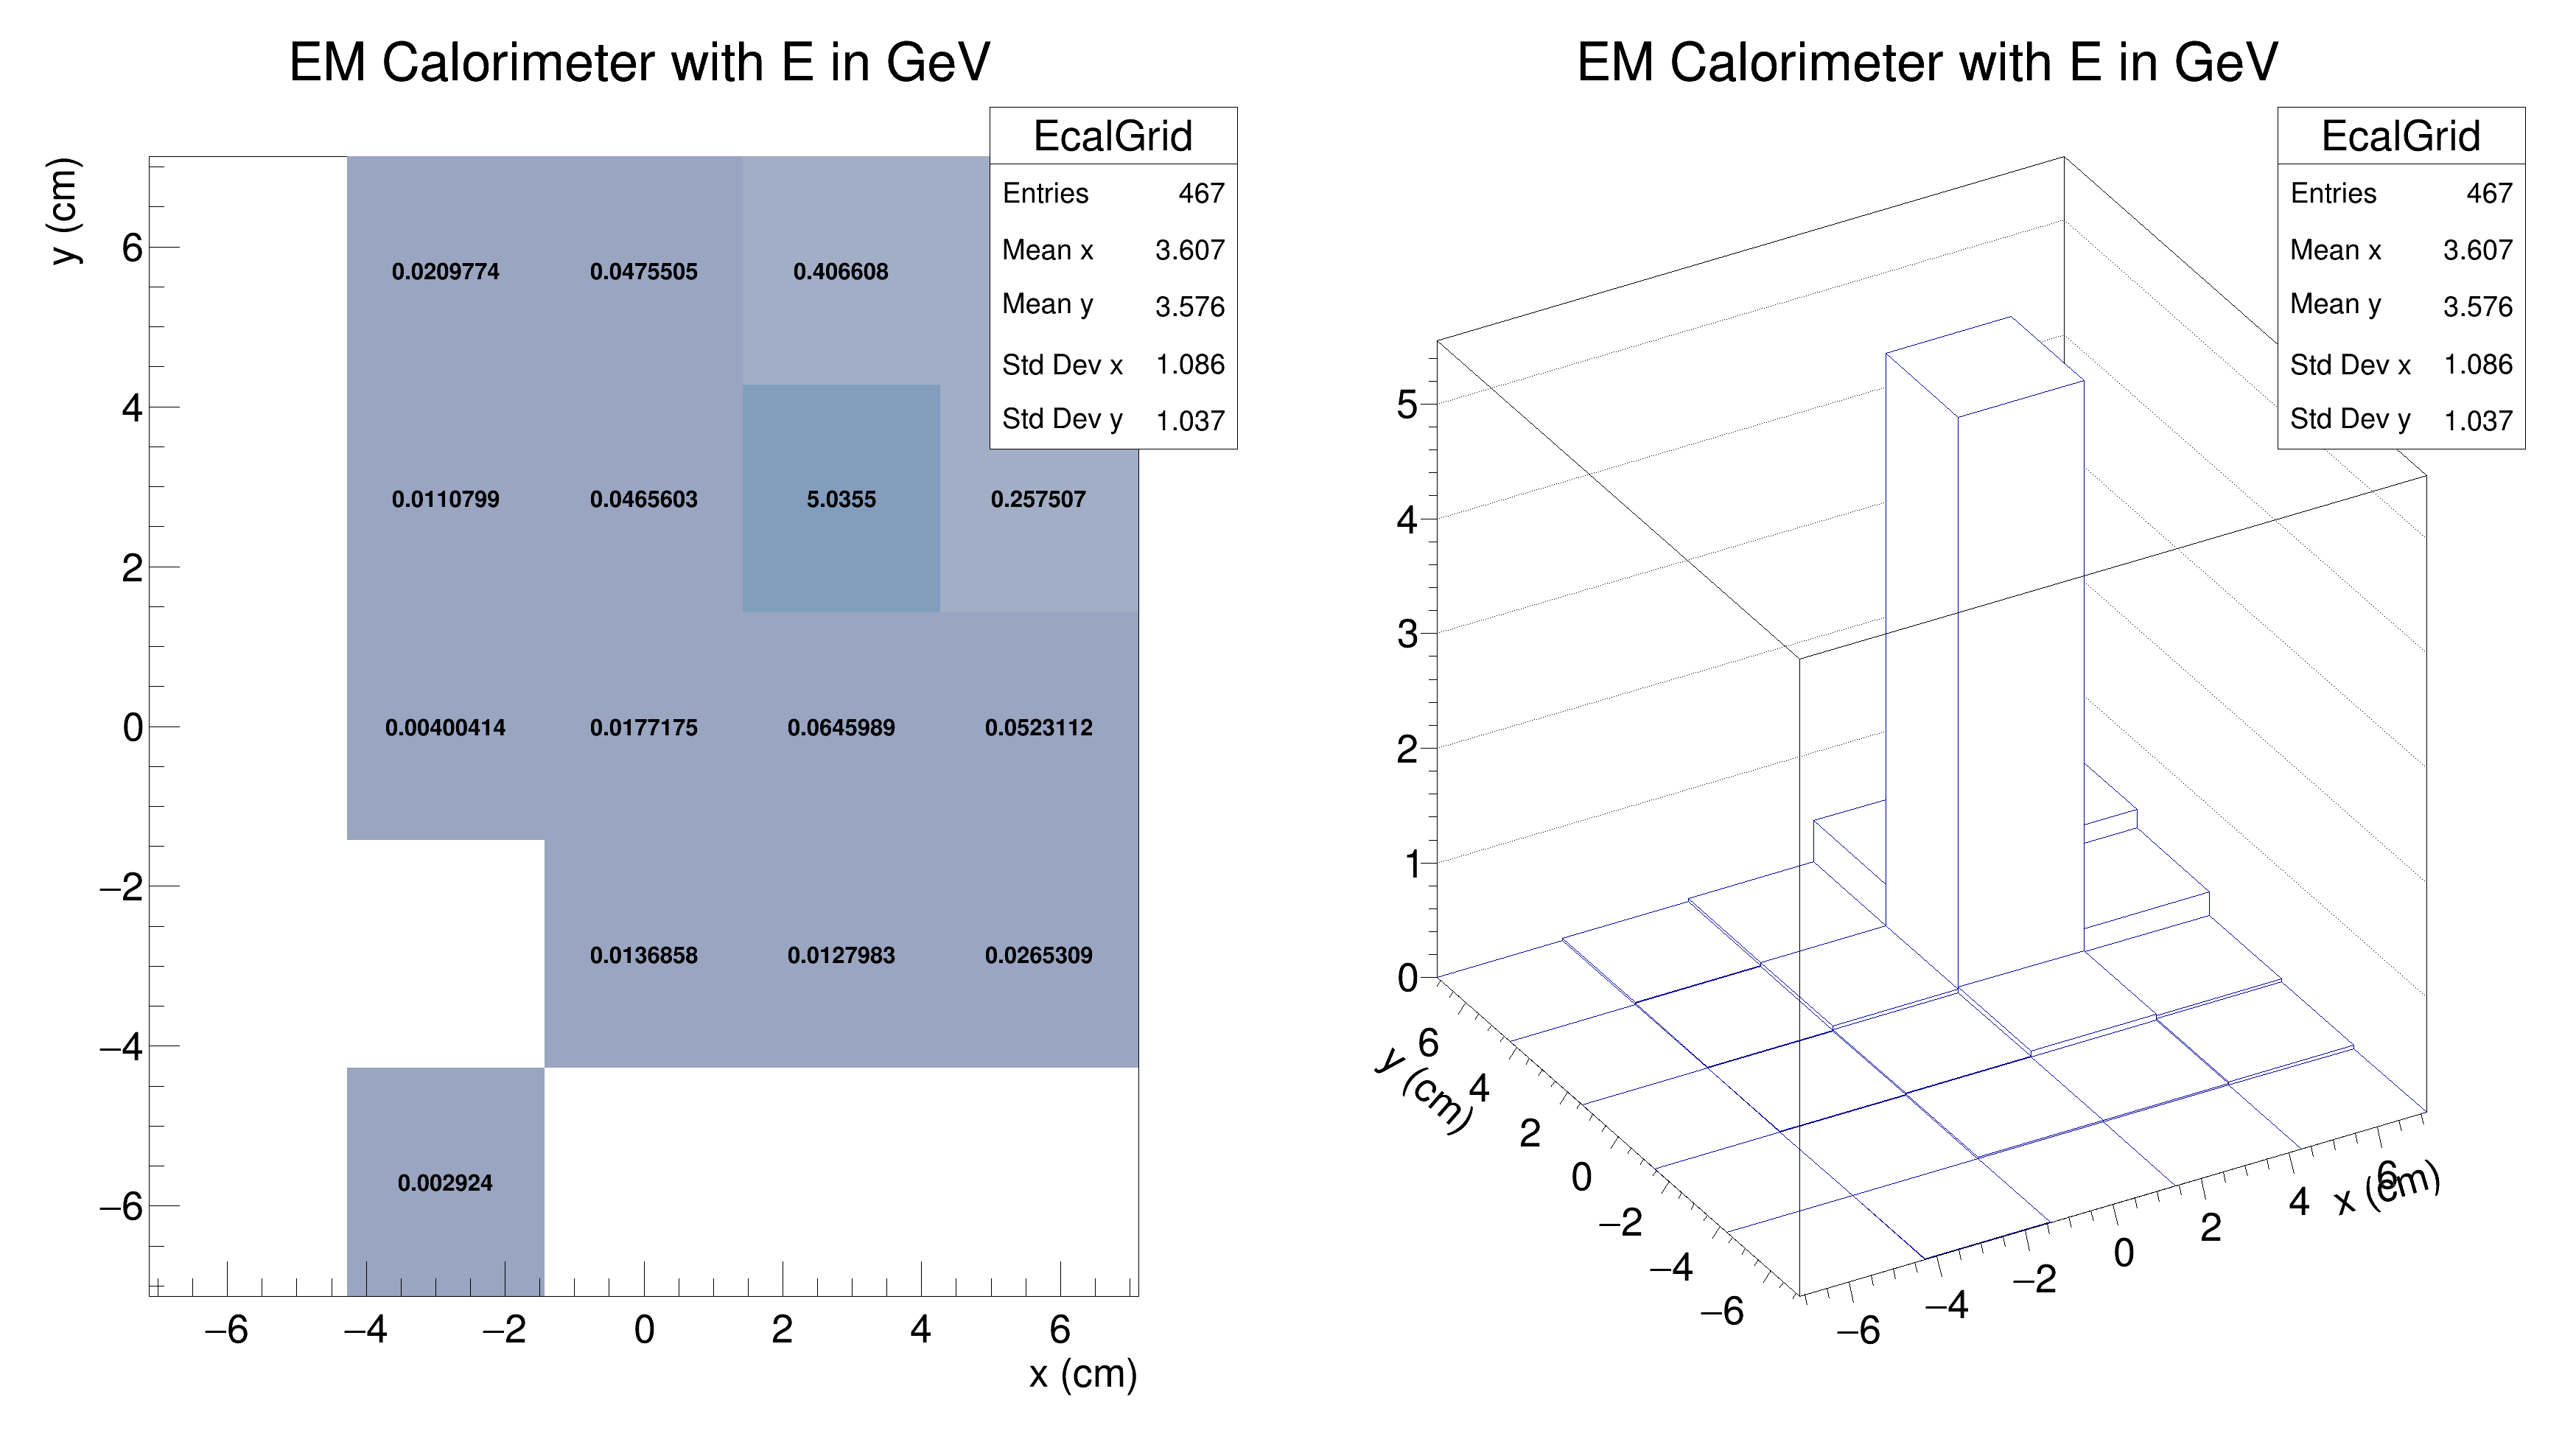 EM Calorimeter with E in GeV
EcalGrid
Entries 467
Mean x 3.607
Mean y 3.576
Std Dev x 1.086
Std Dev y 1.037
y (cm)
6
4
2
0
−2
−4
−6
0.0209774 0.0475505 0.406608
0.0110799 0.0465603 5.0355 0.257507
0.00400414 0.0177175 0.0645989 0.0523112
0.0136858 0.0127983 0.0265309
0.002924
−6 −4 −2 0 2 4 6
x (cm)
EM Calorimeter with E in GeV
EcalGrid
Entries 467
Mean x 3.607
Mean y 3.576
Std Dev x 1.086
Std Dev y 1.037
5
4
3
2
1
0
y (cm)
6
4
2
0
−2
−4
−6
−6 −4 −2 0 2 4 6
x (cm)